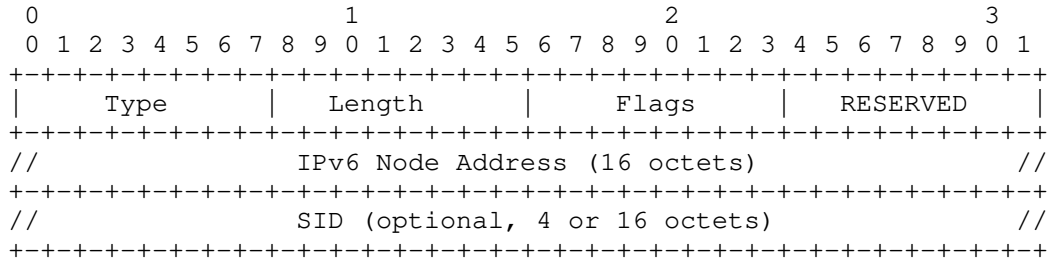 0                   1                   2                   3
 0 1 2 3 4 5 6 7 8 9 0 1 2 3 4 5 6 7 8 9 0 1 2 3 4 5 6 7 8 9 0 1
+-+-+-+-+-+-+-+-+-+-+-+-+-+-+-+-+-+-+-+-+-+-+-+-+-+-+-+-+-+-+-+-+
|      Type     |   Length      |     Flags     |   RESERVED    |
+-+-+-+-+-+-+-+-+-+-+-+-+-+-+-+-+-+-+-+-+-+-+-+-+-+-+-+-+-+-+-+-+
//                IPv6 Node Address (16 octets)                //
+-+-+-+-+-+-+-+-+-+-+-+-+-+-+-+-+-+-+-+-+-+-+-+-+-+-+-+-+-+-+-+-+
//                SID (optional, 4 or 16 octets)               //
+-+-+-+-+-+-+-+-+-+-+-+-+-+-+-+-+-+-+-+-+-+-+-+-+-+-+-+-+-+-+-+-+